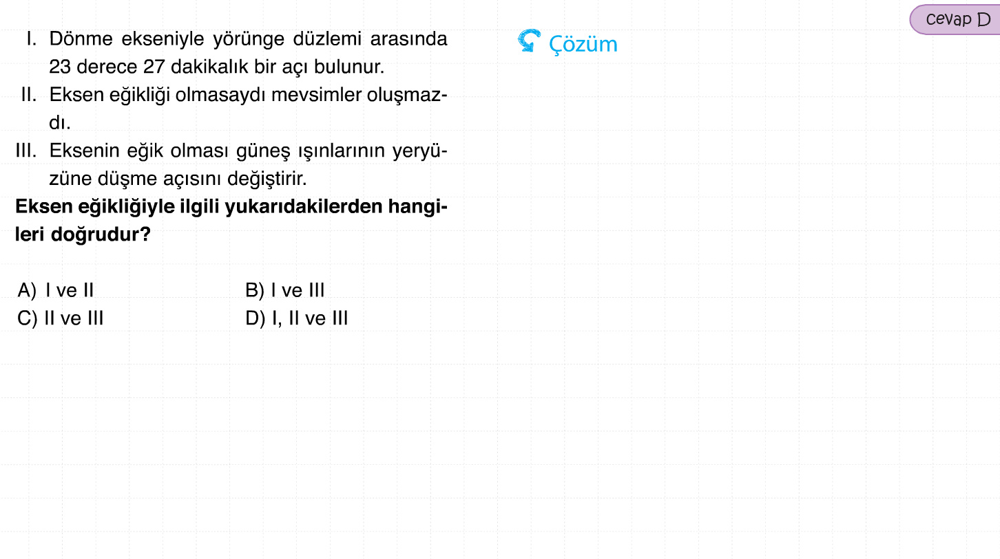 I. Dönme ekseniyle yörünge düzlemi arasında
23 derece 27 dakikalık bir açı bulunur.
II. Eksen eğikliği olmasaydı mevsimler oluşmaz-
dı.
III. Eksenin eğik olması güneş ışınlarının yeryü-
züne düşme açısını değiştirir.
Eksen eğikliğiyle ilgili yukarıdakilerden hangi-
leri doğrudur?
A) I ve II
B) I ve III
C) II ve III
D) I, II ve III
Çözüm
Cevap D